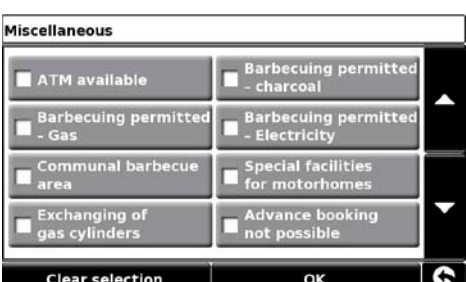 Miscellaneous
ATM available
Barbecuing permitted
- charcoal
Barbecuing permitted
- Gas
Barbecuing permitted
- Electricity
Communal barbecue
area
Special facilities
for motorhomes
Exchanging of
gas cylinders
Advance booking
not possible
Clear selection
OK